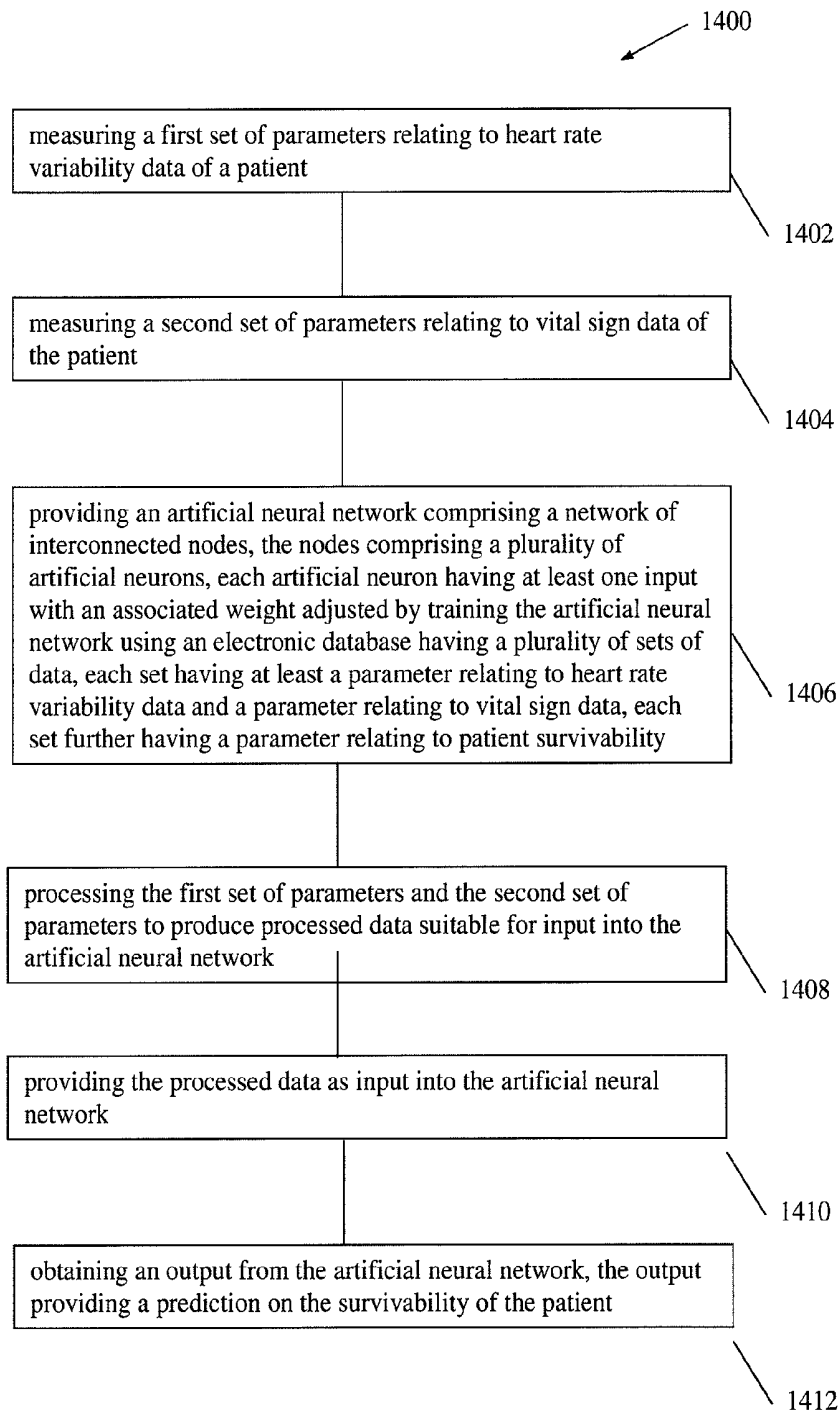 1400
measuring a first set of parameters relating to heart rate
variability data of a patient
1402
measuring a second set of parameters relating to vital sign data of
the patient
1404
providing an artificial neural network comprising a network of
interconnected nodes, the nodes comprising a plurality of
artificial neurons, each artificial neuron having at least one input
with an associated weight adjusted by training the artificial neural
network using an electronic database having a plurality of sets of
data, each set having at least a parameter relating to heart rate
variability data and a parameter relating to vital sign data, each
set further having a parameter relating to patient survivability
1406
processing the first set of parameters and the second set of
parameters to produce processed data suitable for input into the
artificial neural network
1408
providing the processed data as input into the artificial neural
network
1410
obtaining an output from the artificial neural network, the output
providing a prediction on the survivability of the patient
1412